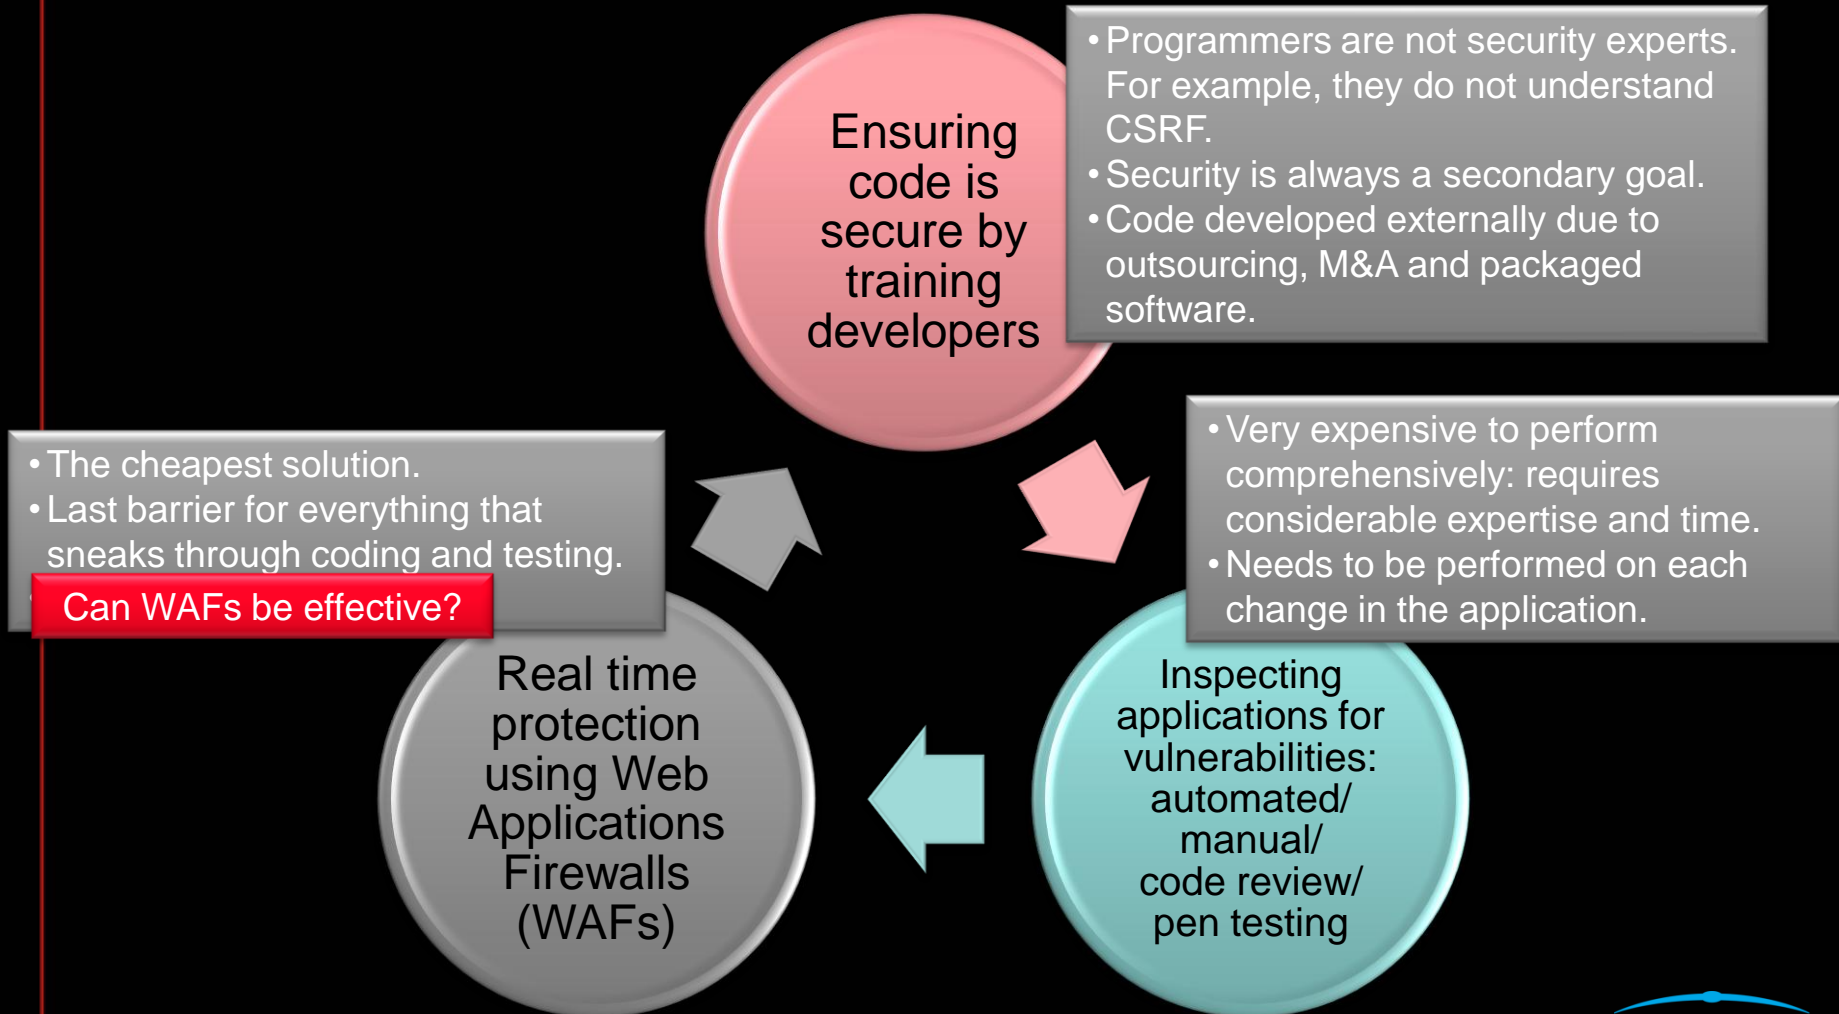 Ensuring
code is
secure by
training
developers
• Programmers are not security experts.
For example, they do not understand
CSRF.
• Security is always a secondary goal.
• Code developed externally due to
outsourcing, M&A and packaged
software.
• Very expensive to perform
comprehensively: requires
considerable expertise and time.
• Needs to be performed on each
change in the application.
Inspecting
applications for
vulnerabilities:
automated/
manual/
code review/
pen testing
• The cheapest solution.
• Last barrier for everything that
sneaks through coding and testing.
Can WAFs be effective?
Real time
protection
using Web
Applications
Firewalls
(WAFs)